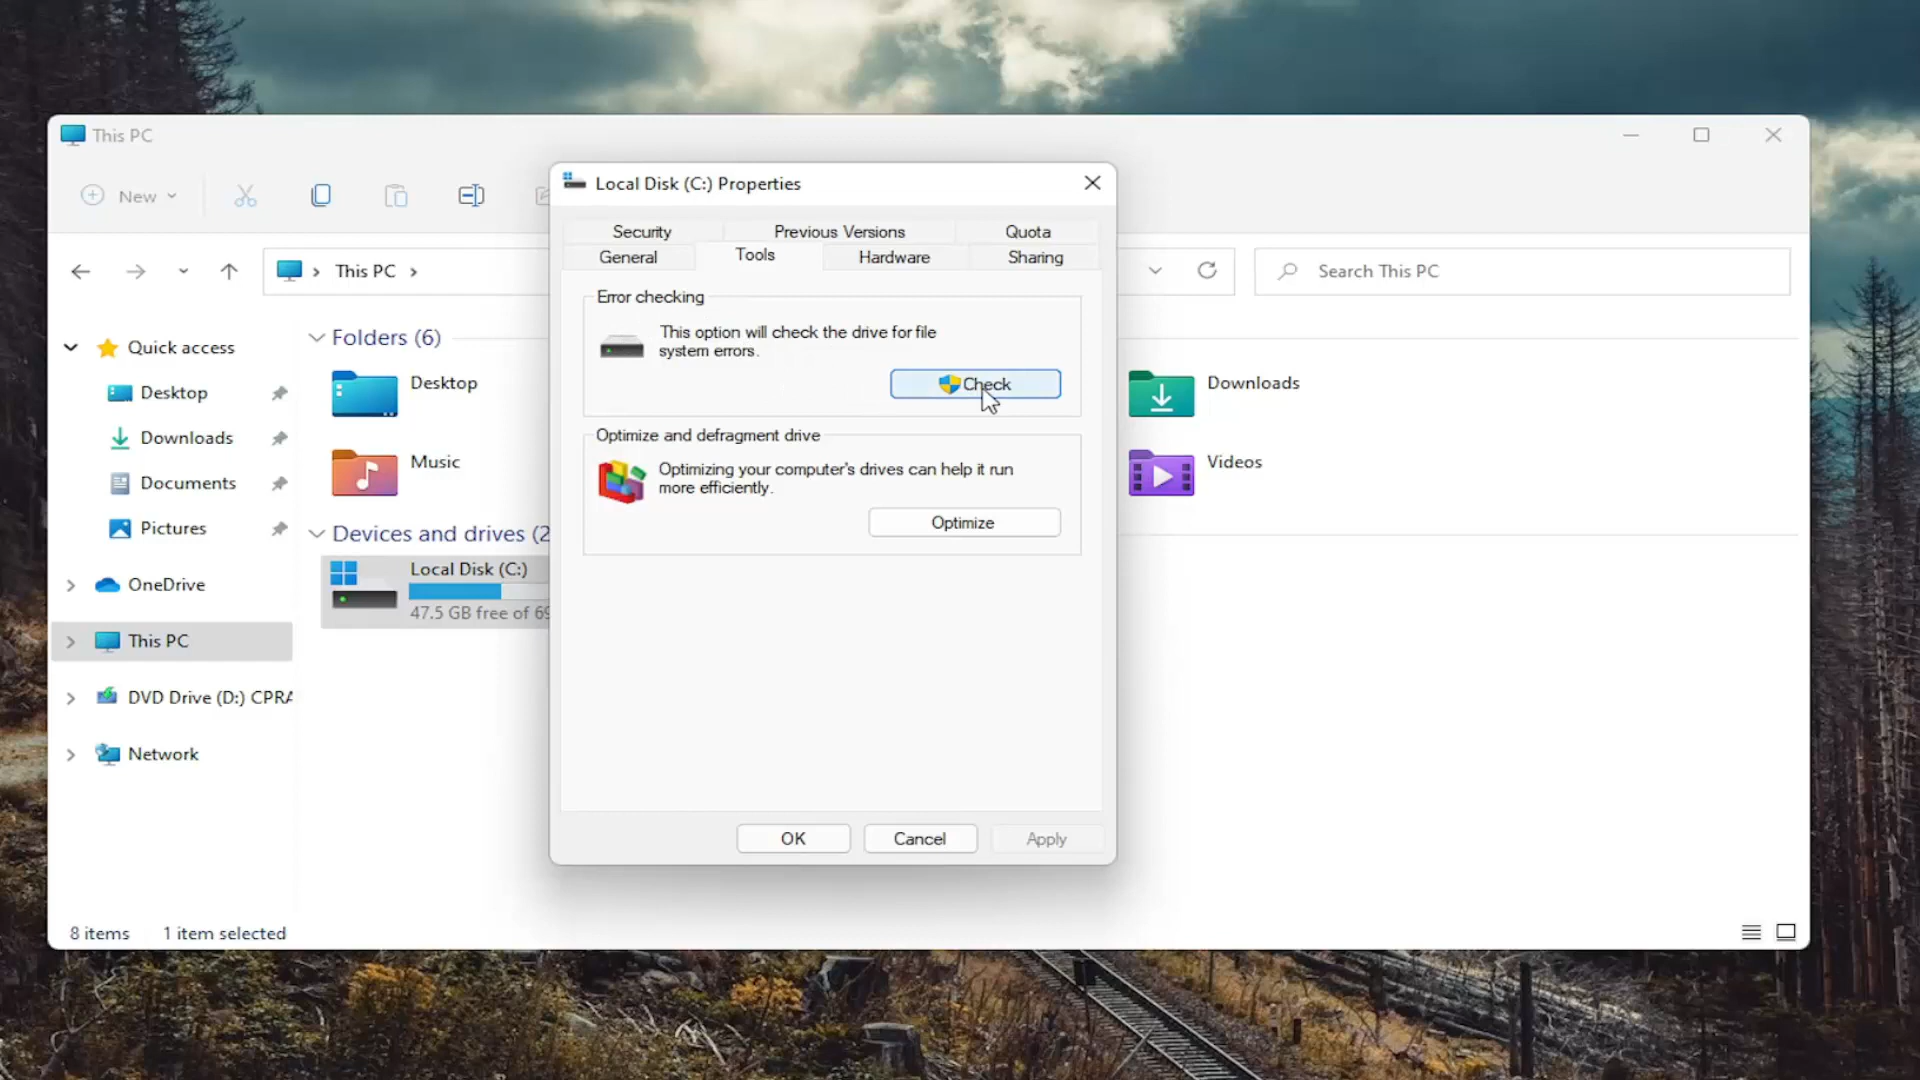 This PC
New
Local Disk (C:) Properties
Security Previous Versions Quota
General Tools Hardware Sharing
This PC
Search This PC
Error checking
This option will check the drive for file
system errors.
Check
Optimize and defragment drive
Optimizing your computer's drives can help it run
more efficiently.
Optimize
OK Cancel Apply
Quick access
Desktop
Downloads
Documents
Pictures
OneDrive
This PC
DVD Drive (D:) CPRA
Network
Folders (6)
Desktop
Downloads
Music
Videos
Devices and drives (2
Local Disk (C:)
47.5 GB free of 69
8 items 1 item selected